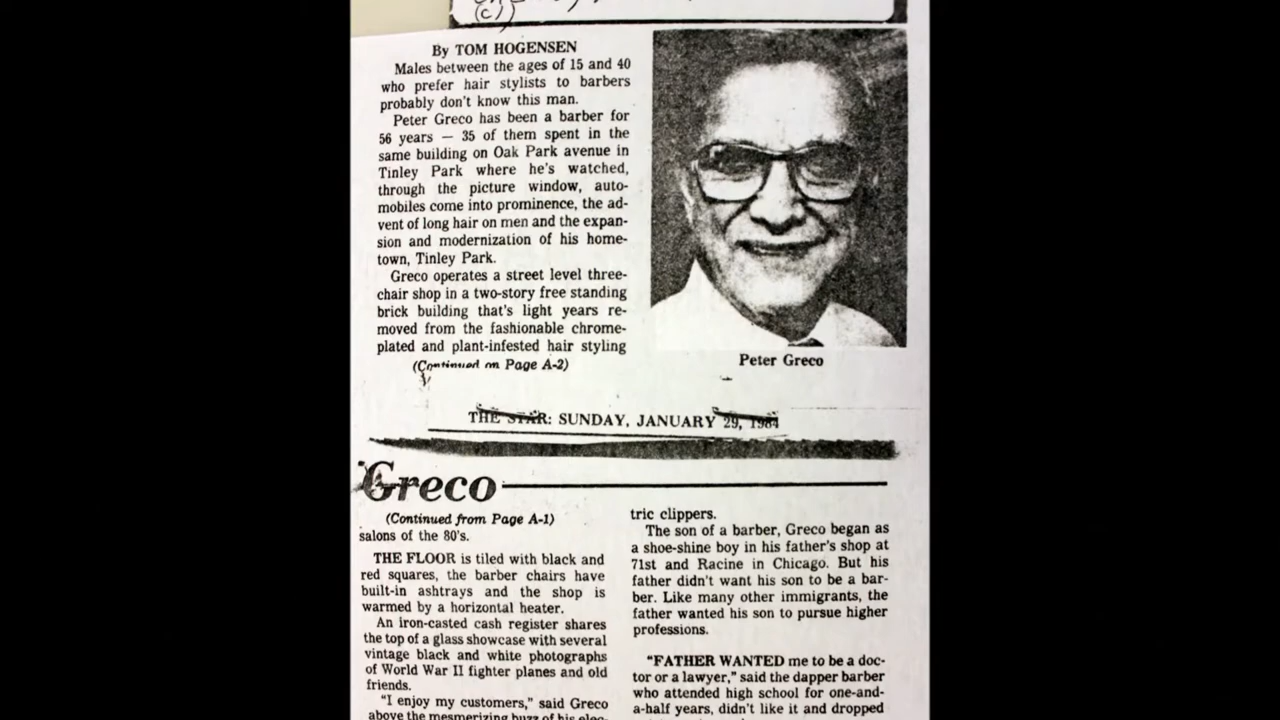 (c))
By TOM HOGENSEN
Males between the ages of 15 and 40
who prefer hair stylists to barbers
probably don't know this man.
Peter Greco has been a barber for
56 years — 35 of them spent in the
same building on Oak Park avenue in
Tinley Park where he's watched,
through the picture window, auto-
mobiles come into prominence, the ad-
vent of long hair on men and the expan-
sion and modernization of his home-
town, Tinley Park.
Greco operates a street level three-
chair shop in a two-story free standing
brick building that's light years re-
moved from the fashionable chrome-
plated and plant-infested hair styling
(Continued on Page A-2)
Peter Greco
THE STAR: SUNDAY, JANUARY 29, 1984
Greco
(Continued from Page A-1)
salons of the 80's.
THE FLOOR is tiled with black and
red squares, the barber chairs have
built-in ashtrays and the shop is
warmed by a horizontal heater.
An iron-casted cash register shares
the top of a glass showcase with several
vintage black and white photographs
of World War II fighter planes and old
friends.
"I enjoy my customers," said Greco
above the mesmerizing buzz of his elec-
tric clippers.
The son of a barber, Greco began as
a shoe-shine boy in his father's shop at
71st and Racine in Chicago. But his
father didn't want his son to be a bar-
ber. Like many other immigrants, the
father wanted his son to pursue higher
professions.
"FATHER WANTED me to be a doc-
tor or a lawyer," said the dapper barber
who attended high school for one-and-
a-half years, didn't like it and dropped